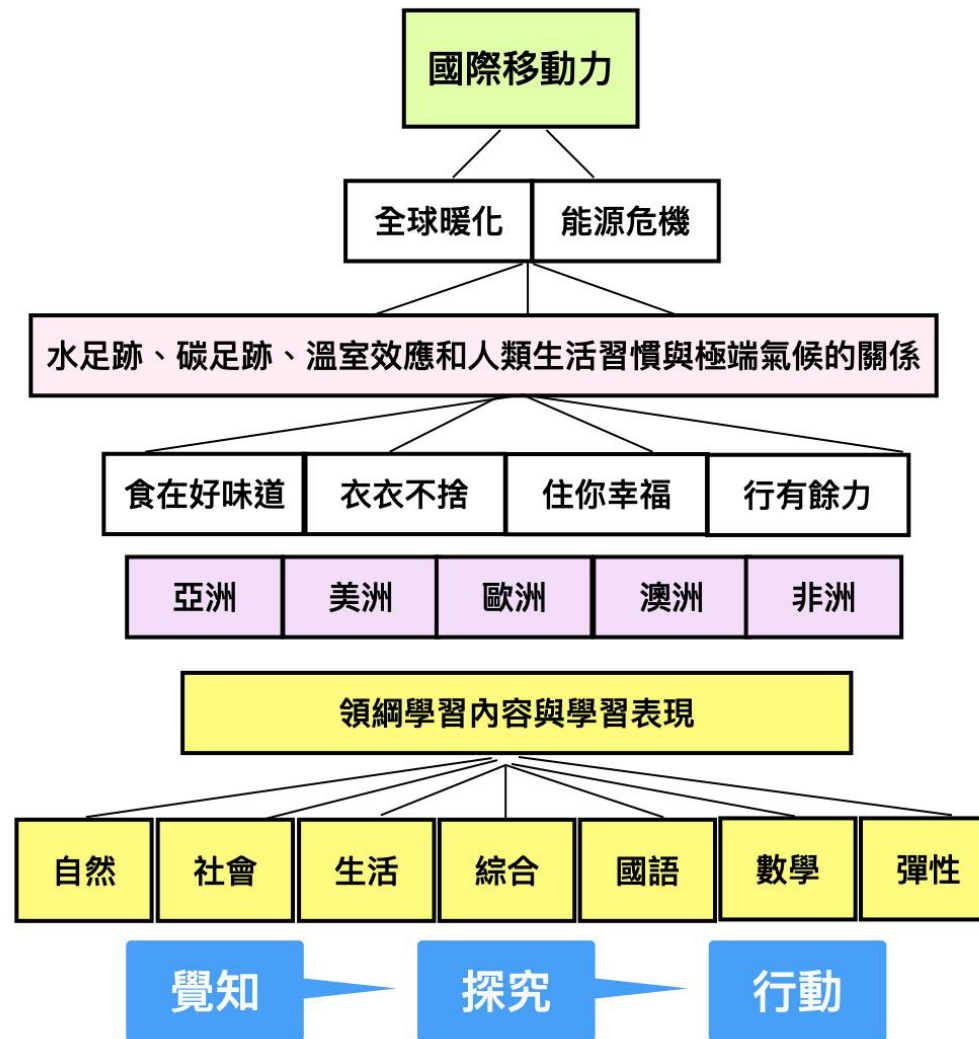 國際移動力
全球暖化 能源危機
水足跡、碳足跡、溫室效應和人類生活習慣與極端氣候的關係
食在好味道 衣衣不捨 住你幸福 行有餘力
亞洲 美洲 歐洲 澳洲 非洲
領綱學習內容與學習表現
自然 社會 生活 綜合 國語 數學 彈性
覺知 探究 行動